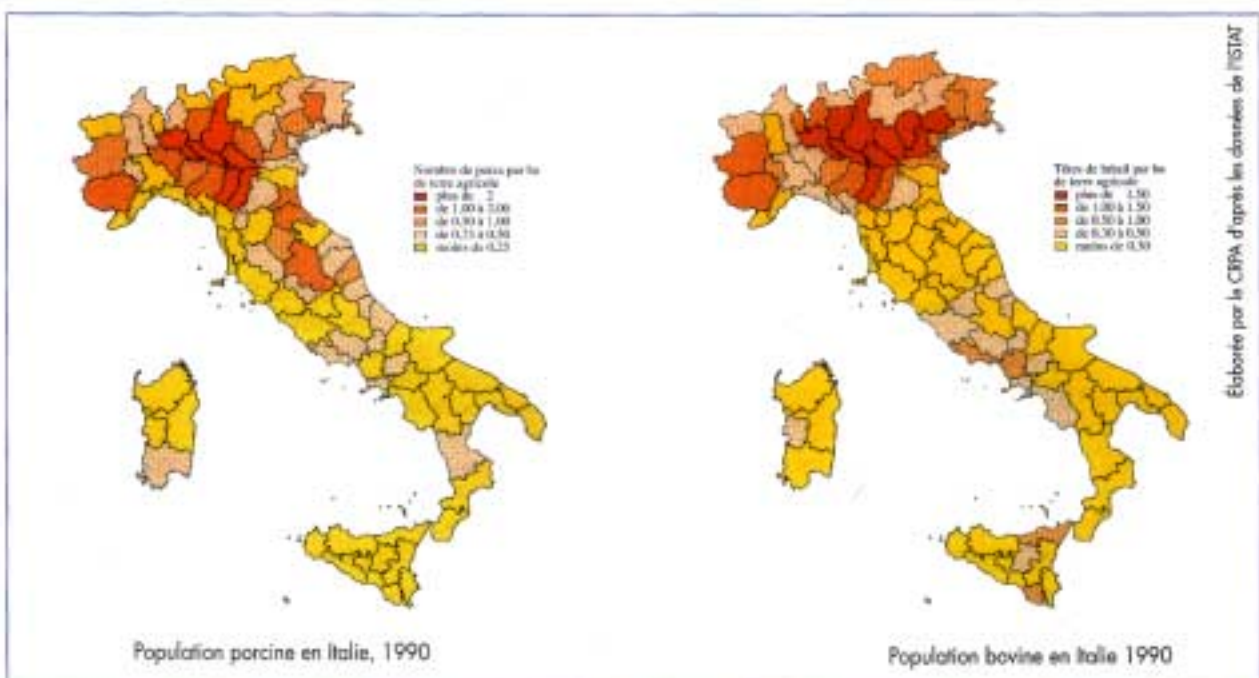 Nombre de porcs par ha
de terre agricole
plus de 2
de 1,00 à 2,00
de 0,50 à 1,00
de 0,25 à 0,50
moins de 0,25
Population porcine en Italie, 1990
Têtes de bétail par ha
de terre agricole
plus de 1,50
de 1,00 à 1,50
de 0,50 à 1,00
de 0,30 à 0,50
moins de 0,30
Population bovine en Italie 1990
Élaborée par le CRPA d'après les données de l'ISTAT